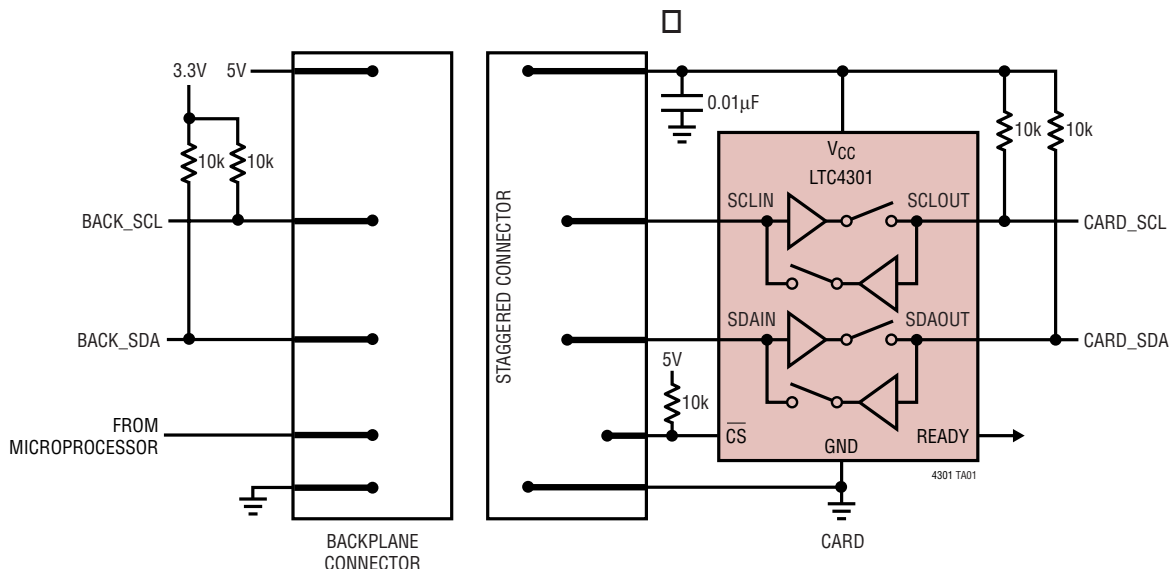 3.3V
5V
10k
10k
BACK_SCL
BACK_SDA
FROM
MICROPROCESSOR
BACKPLANE
CONNECTOR
STAGGERED CONNECTOR
0.01μF
10k
10k
VCC
LTC4301
SCLIN
SCLOUT
CARD_SCL
SDAIN
SDAOUT
CARD_SDA
5V
10k
CS
GND
READY
4301 TA01
CARD